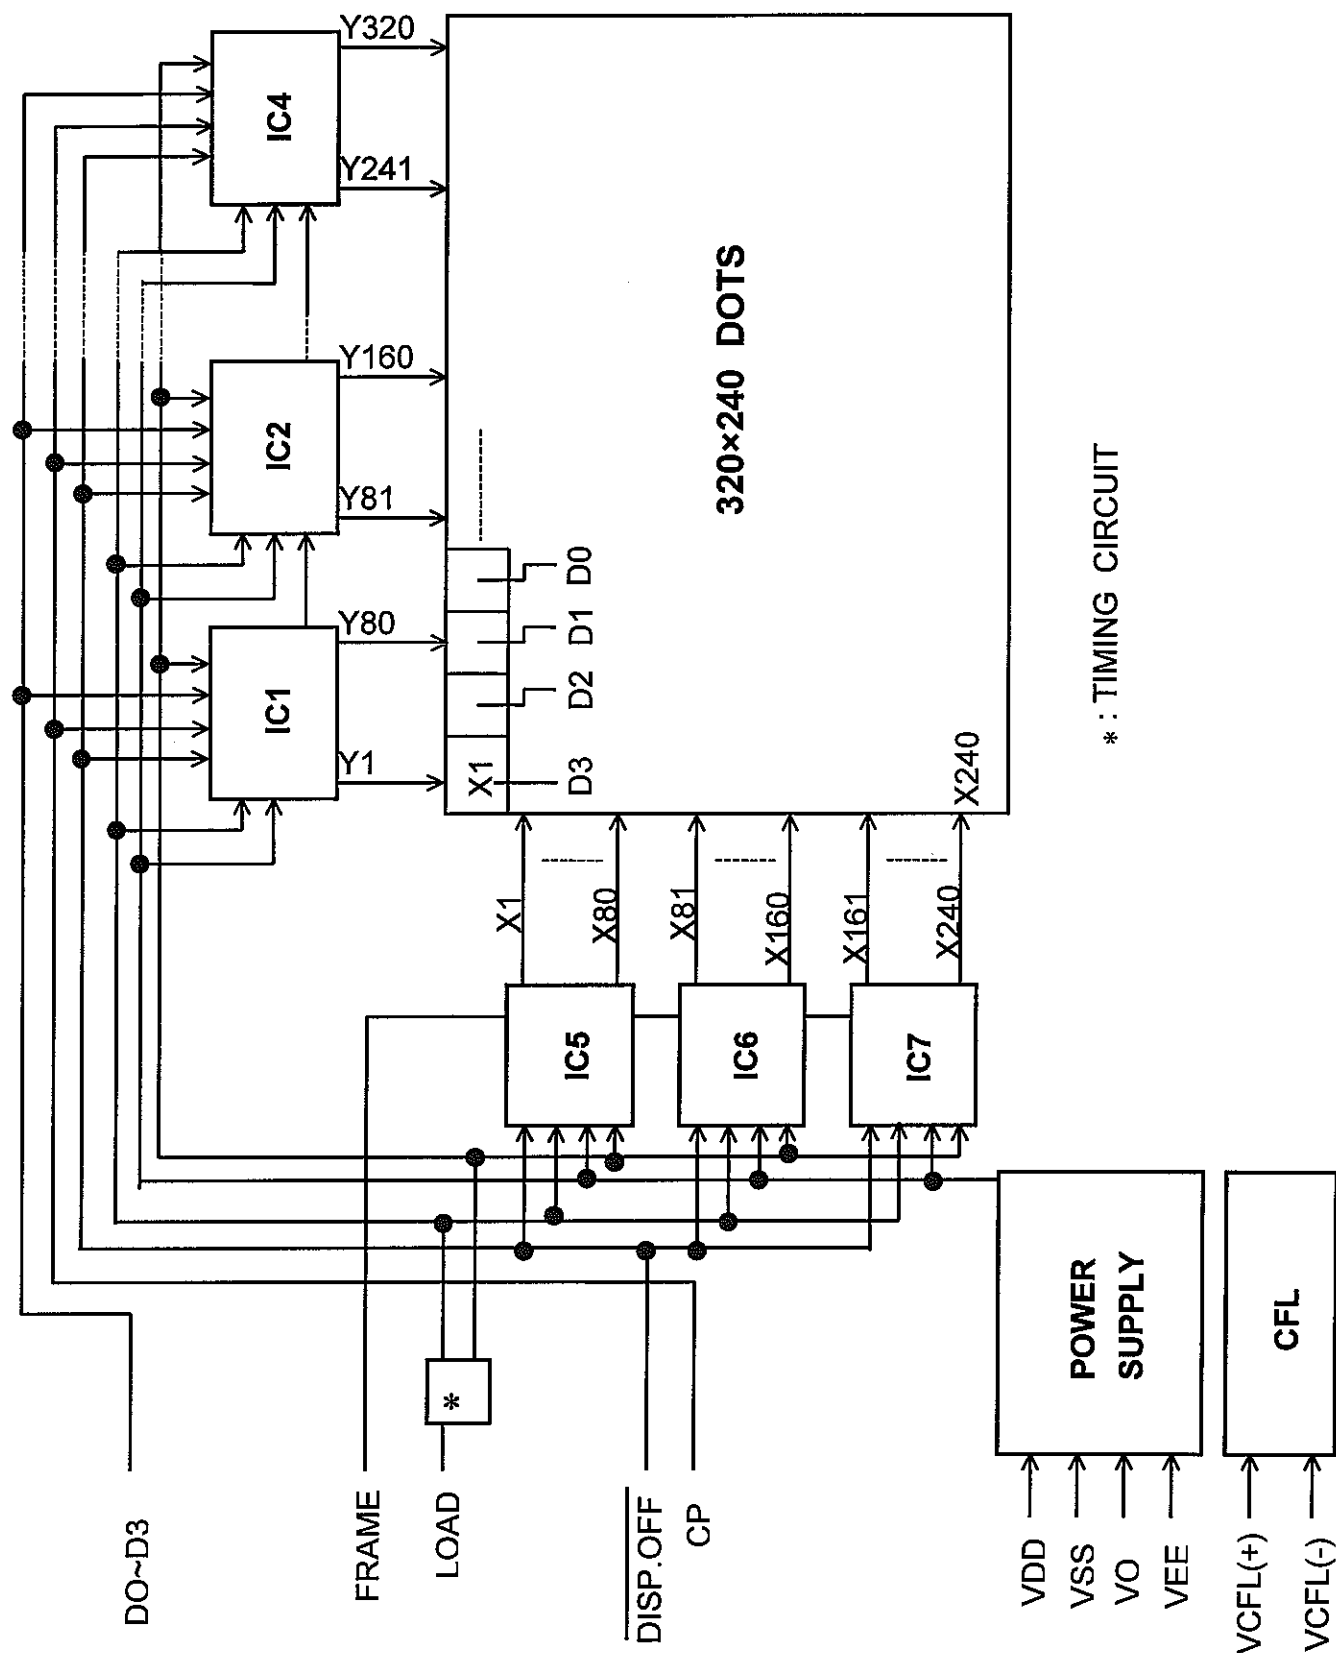 DO~D3
FRAME
LOAD
DISP.OFF
CP
VDD
VSS
VO
VEE
VCFL(+)
VCFL(-)
*
POWER
SUPPLY
CFL
IC5
IC6
IC7
X1
X80
X81
X160
X161
X240
IC1
IC2
IC4
Y1
Y80
Y81
Y160
Y241
Y320
X1
D3
D2
D1
D0
320×240 DOTS
X240
* : TIMING CIRCUIT